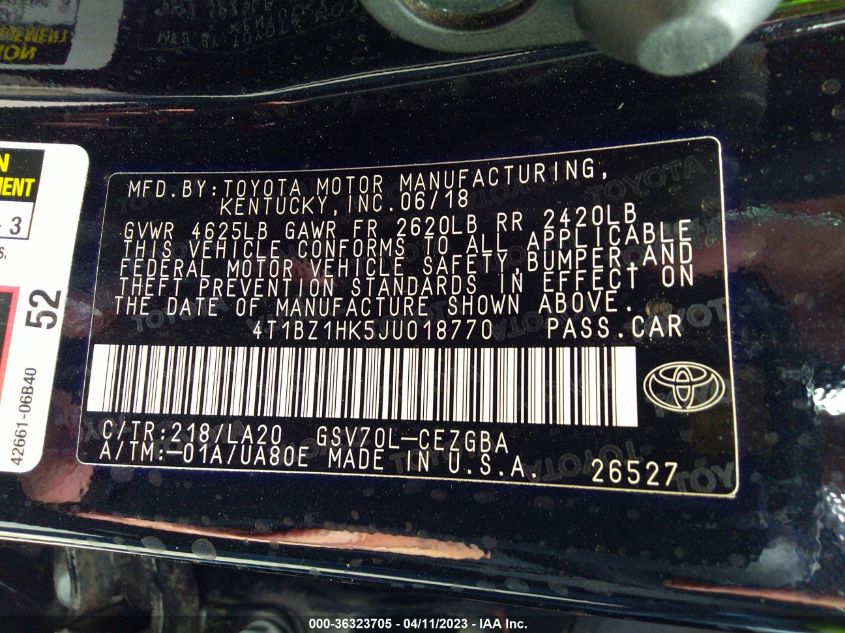 MFD.BY:TOYOTA MOTOR MANUFACTURING,
KENTUCKY, INC.06/18
GVWR 4625LB GAWR FR 2620LB RR 2420LB
THIS VEHICLE CONFORMS TO ALL APPLICABLE
FEDERAL MOTOR VEHICLE SAFETY,BUMPER,AND
THEFT PREVENTION STANDARDS IN EFFECT ON
THE DATE OF MANUFACTURE SHOWN ABOVE.
4T1BZ1HK5JU018770 PASS.CAR
C/TR:218/LA20 GSV70L-CEZGBA
A/TM:-01A/UA80E MADE IN U.S.A. 26527
52
42661-06B40
3
000-36323705 - 04/11/2023 - IAA